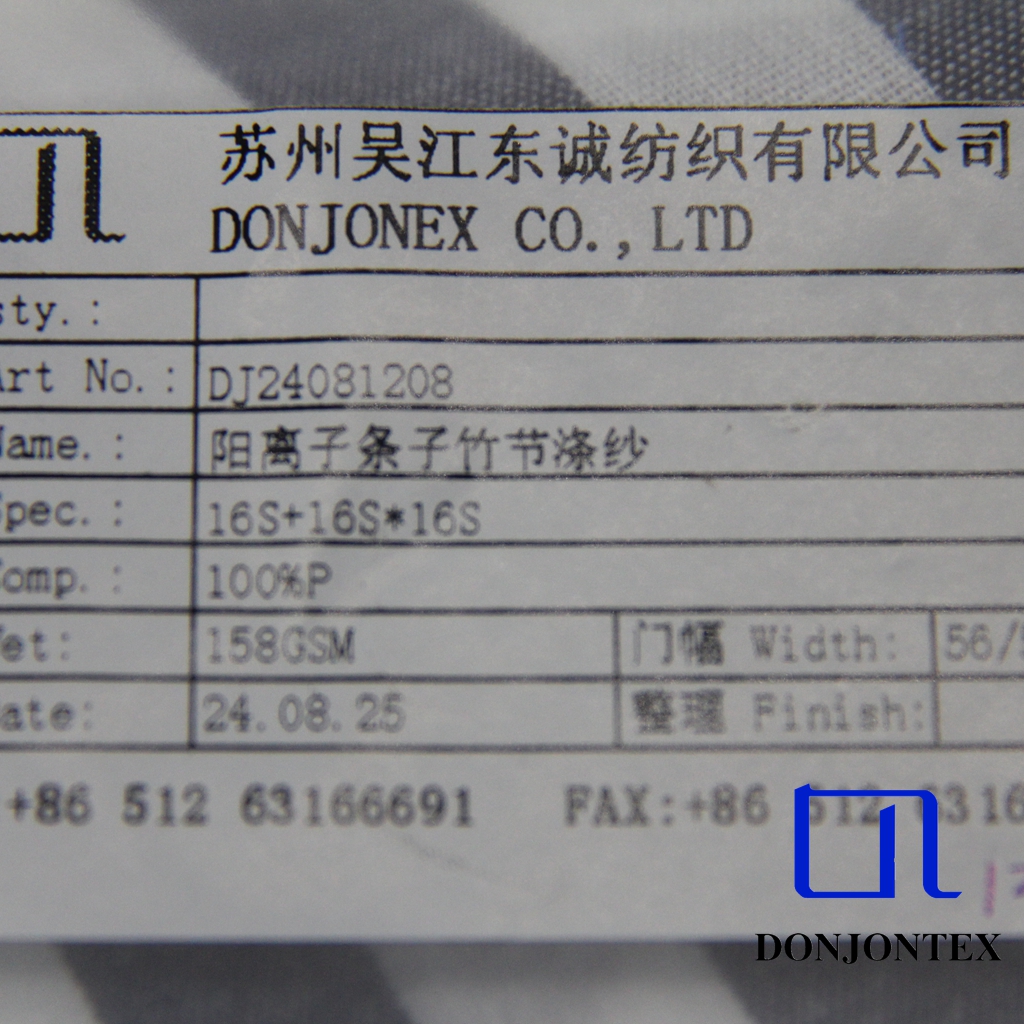 苏州吴江东诚纺织有限公司
DONJONEX CO.,LTD
sty.:
Art No.: DJ24081208
Name.: 阳离子条子竹节涤纱
Spec.: 16S+16S*16S
Comp.: 100%P
et: 158GSM 门幅 Width: 56/
ate: 24.08.25 整理 Finish:
+86 512 63166691 FAX:+86 512 6316
DONJONTEX